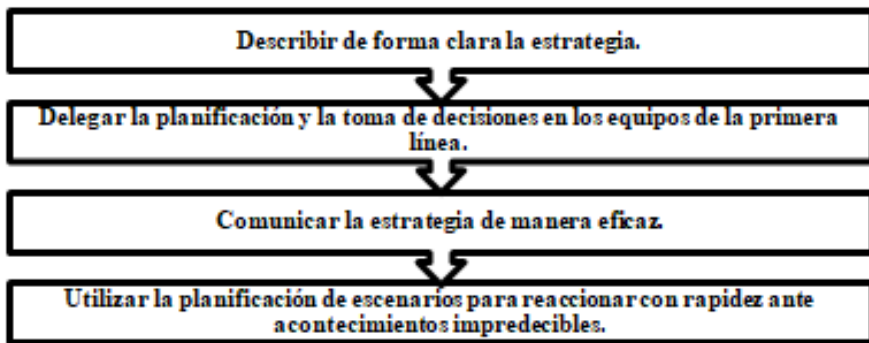 Describir de forma clara la estrategia.
Delegar la planificación y la toma de decisiones en los equipos de la primera
línea.
Comunicar la estrategia de manera eficaz.
Utilizar la planificación de escenarios para reaccionar con rapidez ante
acontecimientos impredecibles.